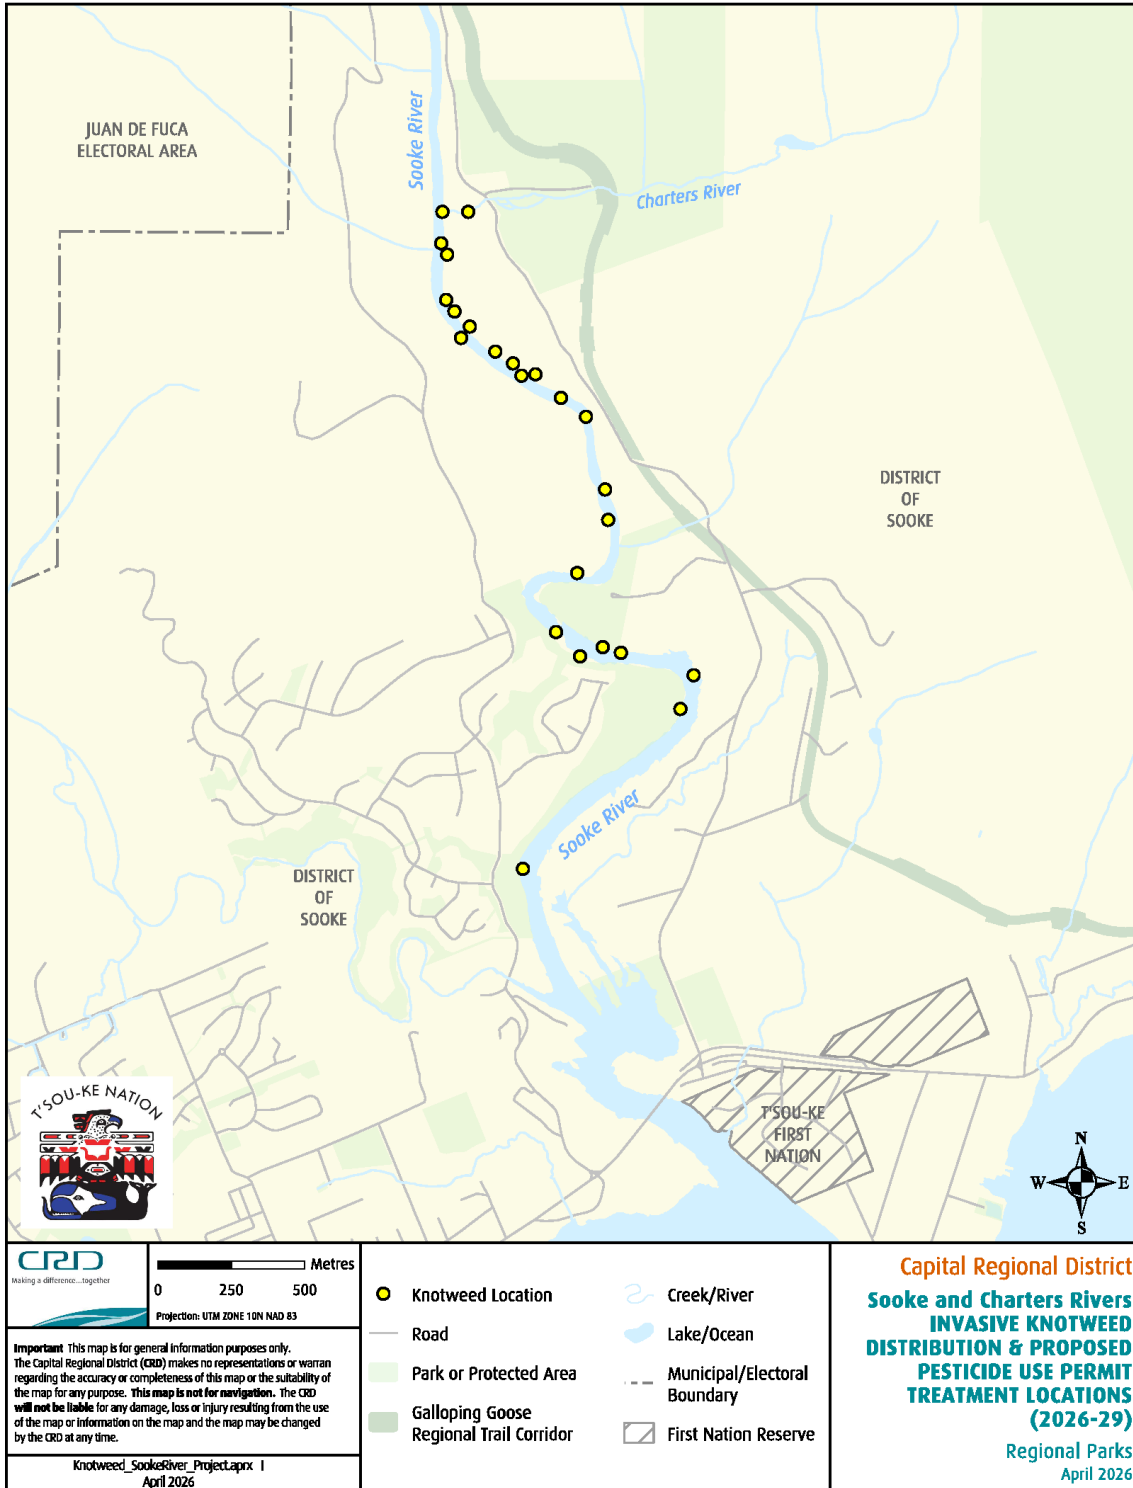 JUAN DE FUCA
ELECTORAL AREA
Sooke River
Charters River
DISTRICT
OF
SOOKE
Sooke River
DISTRICT
OF
SOOKE
T'SOU-KE NATION
T'SOU-KE
FIRST
NATION
N
W E
S
CRD
Making a difference...together
Metres
0 250 500
Projection: UTM ZONE 10N NAD 83
Important This map is for general information purposes only.
The Capital Regional District (CRD) makes no representations or warran
regarding the accuracy or completeness of this map or the suitability of
the map for any purpose. This map is not for navigation. The CRD
will not be liable for any damage, loss or injury resulting from the use
of the map or information on the map and the map may be changed
by the CRD at any time.
Knotweed_SookeRiver_Project.aprx |
April 2026
Knotweed Location
Road
Park or Protected Area
Galloping Goose
Regional Trail Corridor
Creek/River
Lake/Ocean
Municipal/Electoral
Boundary
First Nation Reserve
Capital Regional District
Sooke and Charters Rivers
INVASIVE KNOTWEED
DISTRIBUTION & PROPOSED
PESTICIDE USE PERMIT
TREATMENT LOCATIONS
(2026-29)
Regional Parks
April 2026